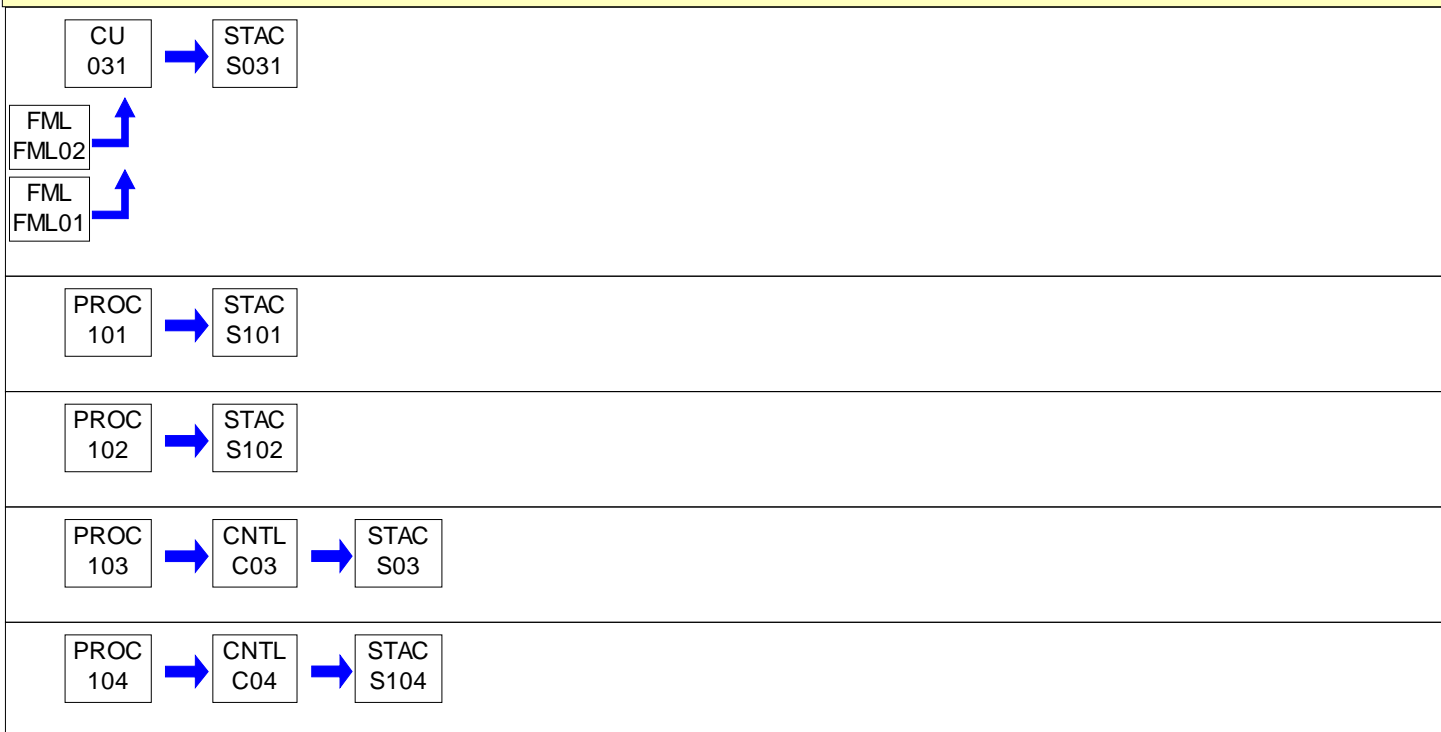 CU
031
STAC
S031
FML
FML02
FML
FML01
PROC
101
STAC
S101
PROC
102
STAC
S102
PROC
103
CNTL
C03
STAC
S03
PROC
104
CNTL
C04
STAC
S104